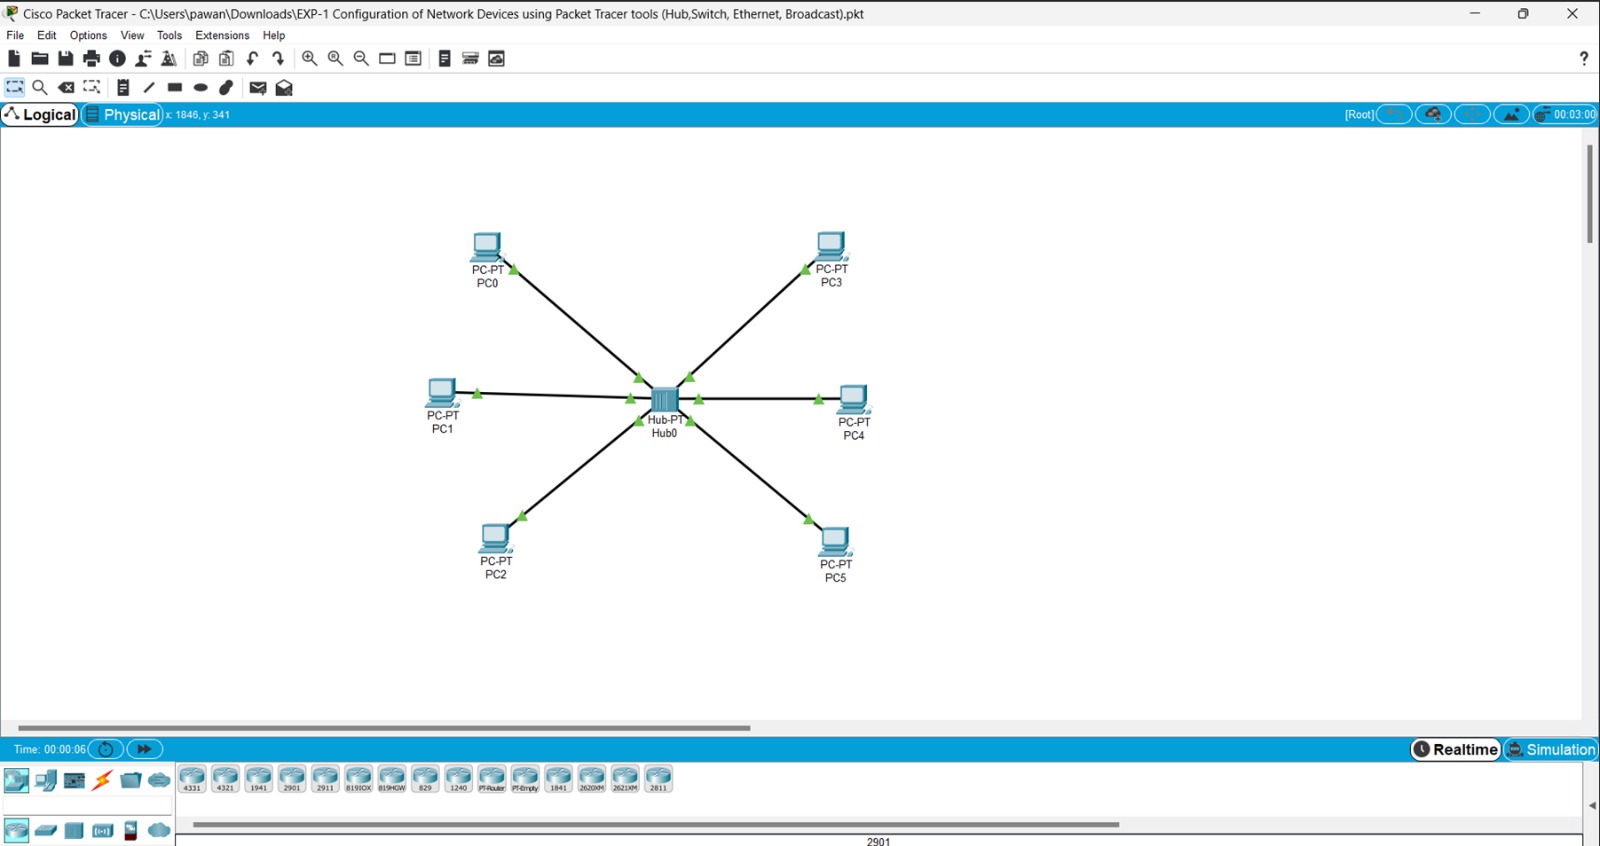 Cisco Packet Tracer - C:\Users\pawan\Downloads\EXP-1 Configuration of Network Devices using Packet Tracer tools (Hub,Switch, Ethernet, Broadcast).pkt
File Edit Options View Tools Extensions Help
?
Logical Physical x: 1846, y: 341 [Root] 00:03:00
PC-PT
PC0
PC-PT
PC3
PC-PT
PC1
Hub-PT
Hub0
PC-PT
PC4
PC-PT
PC2
PC-PT
PC5
Time: 00:00:06 Realtime Simulation
4331 4321 1941 2901 2911 819IOX 819HGW 829 1240 PT-Router PT-Empty 1841 2620XM 2621XM 2811
2901